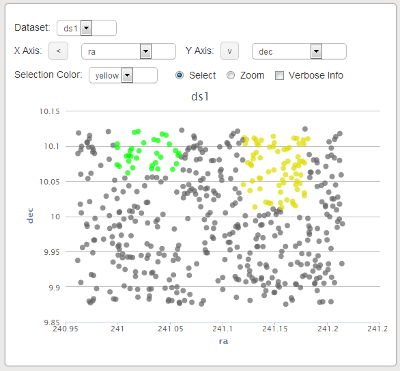 Dataset: ds1
X Axis: < ra Y Axis: v dec
Selection Color: yellow Select Zoom Verbose Info
ds1
10.15
10.1
10.05
10
9.95
9.9
9.85
dec
240.95 241 241.05 241.1 241.15 241.2 241.2
ra